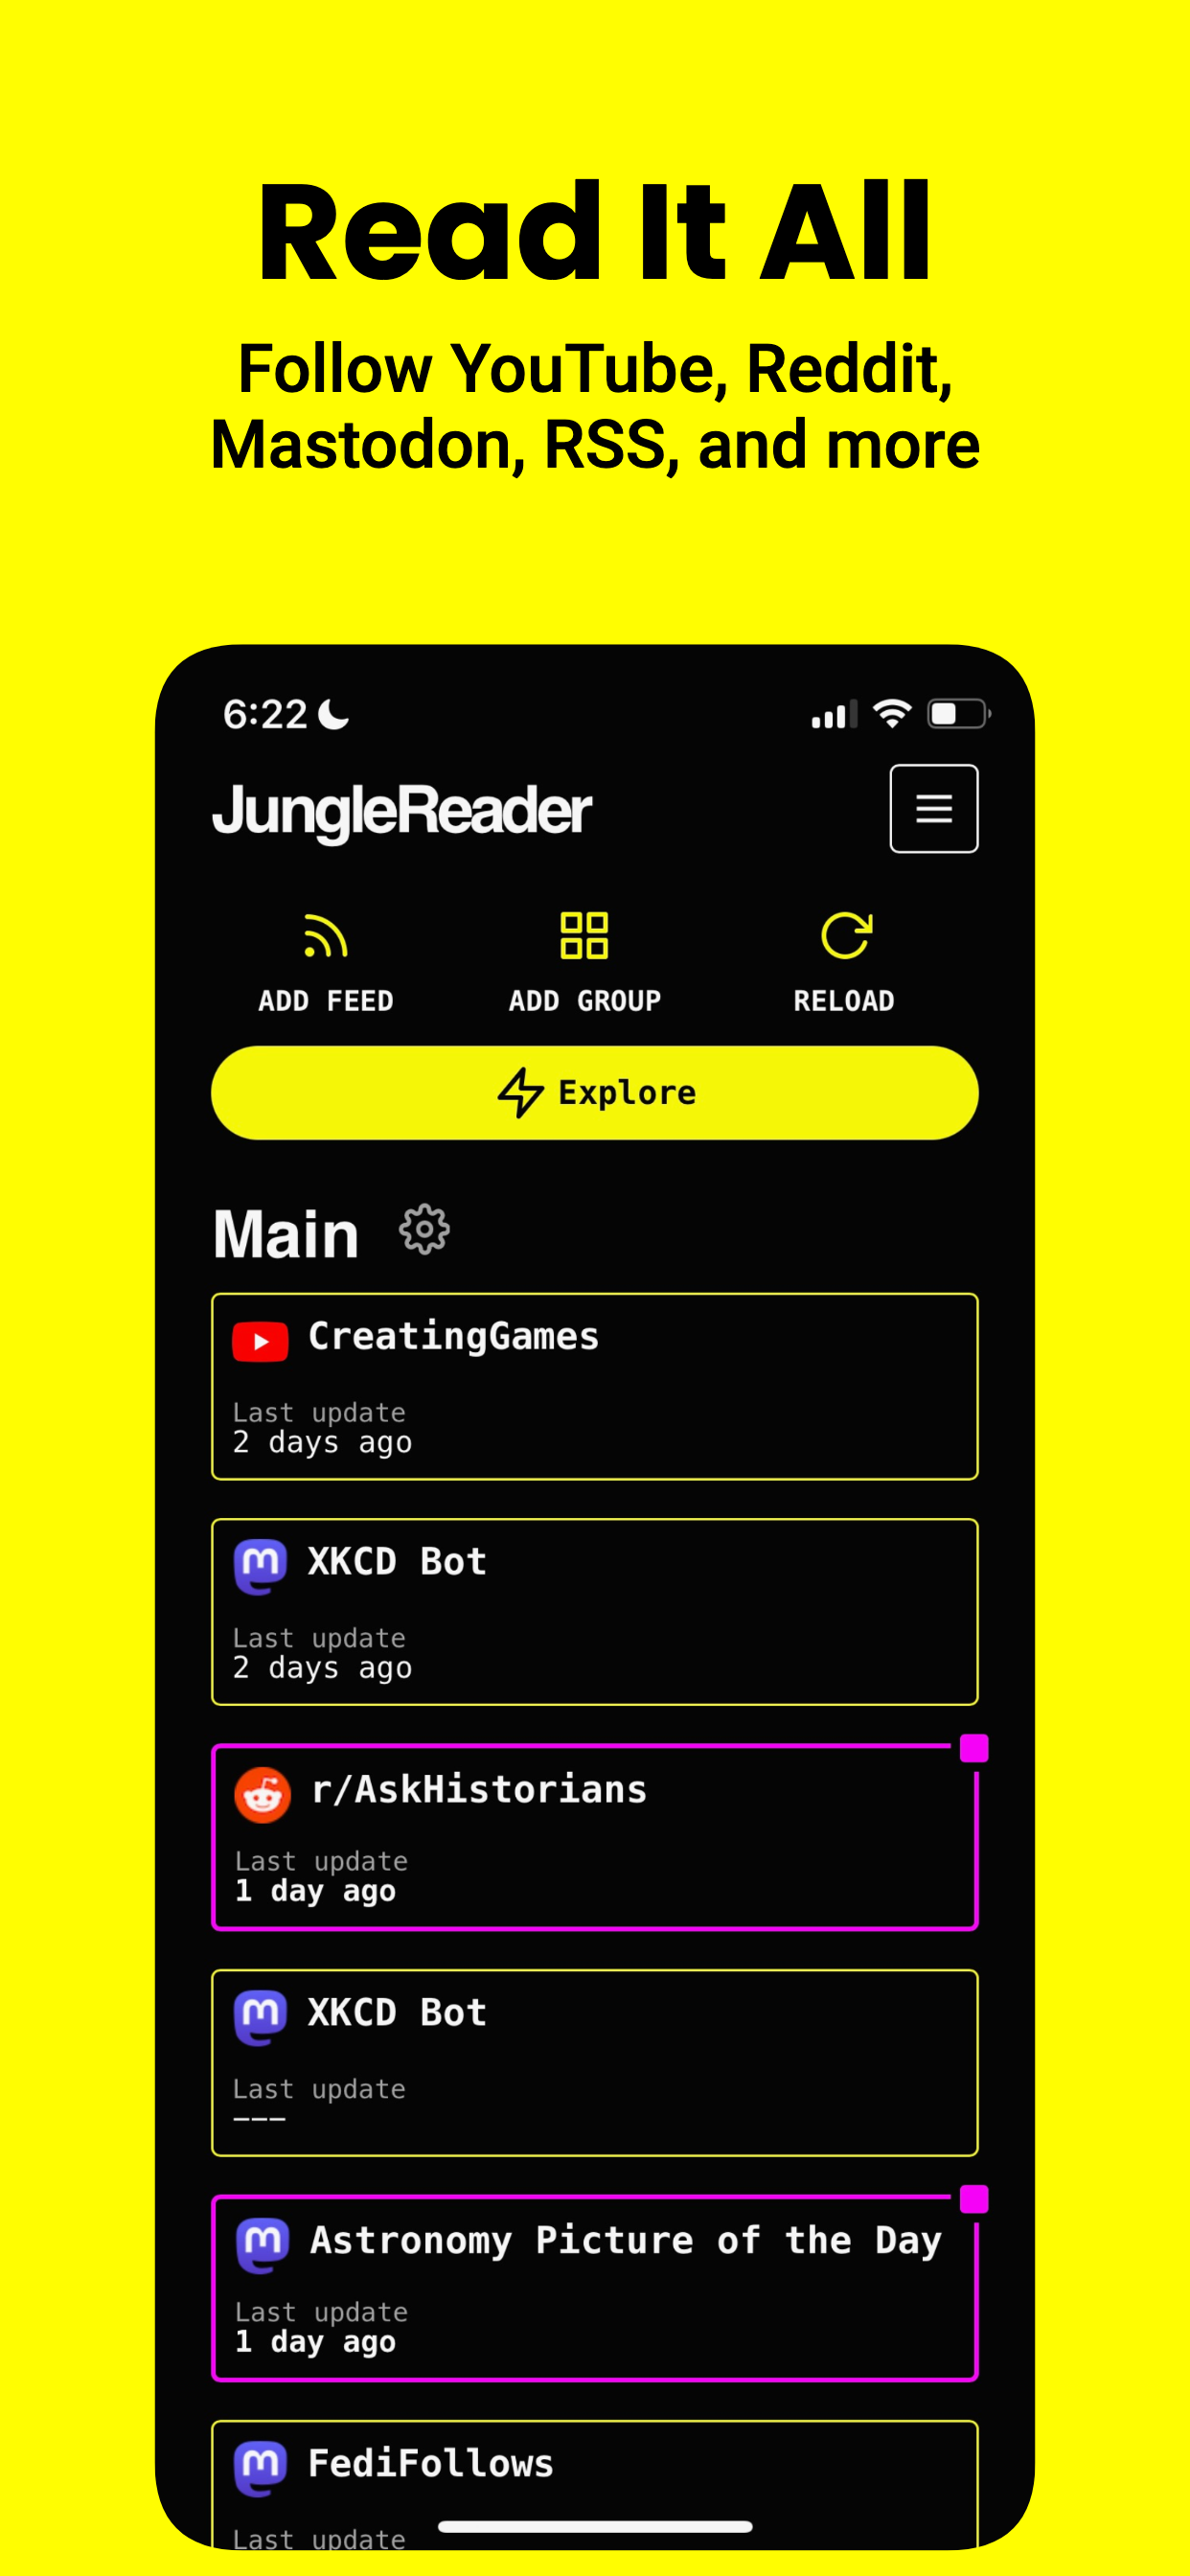 Read It All
Follow YouTube, Reddit,
Mastodon, RSS, and more
6:22
JungleReader
ADD FEED ADD GROUP RELOAD
Explore
Main
CreatingGames
Last update
2 days ago
XKCD Bot
Last update
2 days ago
r/AskHistorians
Last update
1 day ago
XKCD Bot
Last update
---
Astronomy Picture of the Day
Last update
1 day ago
FediFollows
Last update